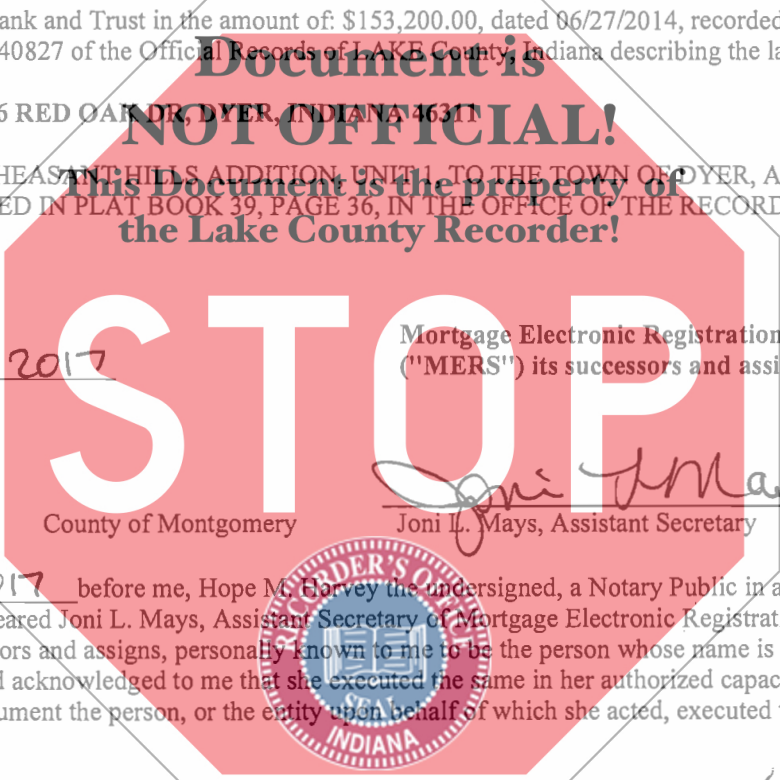 ank and Trust in the amount of: $153,200.00, dated 06/27/2014, recorded
40827 of the Official Records of LAKE County, Indiana describing the la
Document is
6 RED OAK DR, DYER, INDIANA 46311
NOT OFFICIAL!
HEASANT HILLS ADDITION, UNIT 1, TO THE TOWN OF DYER, A
This Document is the property of
ED IN PLAT BOOK 39, PAGE 36, IN THE OFFICE OF THE RECORD
the Lake County Recorder!
STOP
Mortgage Electronic Registration
2017
("MERS") its successors and assi
Joni L Ma
County of Montgomery
Joni L. Mays, Assistant Secretary
17 before me, Hope M. Harvey the undersigned, a Notary Public in a
eared Joni L. Mays, Assistant Secretary of Mortgage Electronic Registrat
ors and assigns, personally known to me to be the person whose name is
d acknowledged to me that she executed the same in her authorized capac
ument the person, or the entity upon behalf of which she acted, executed
RECORDER'S OFFICE
SEAL
INDIANA